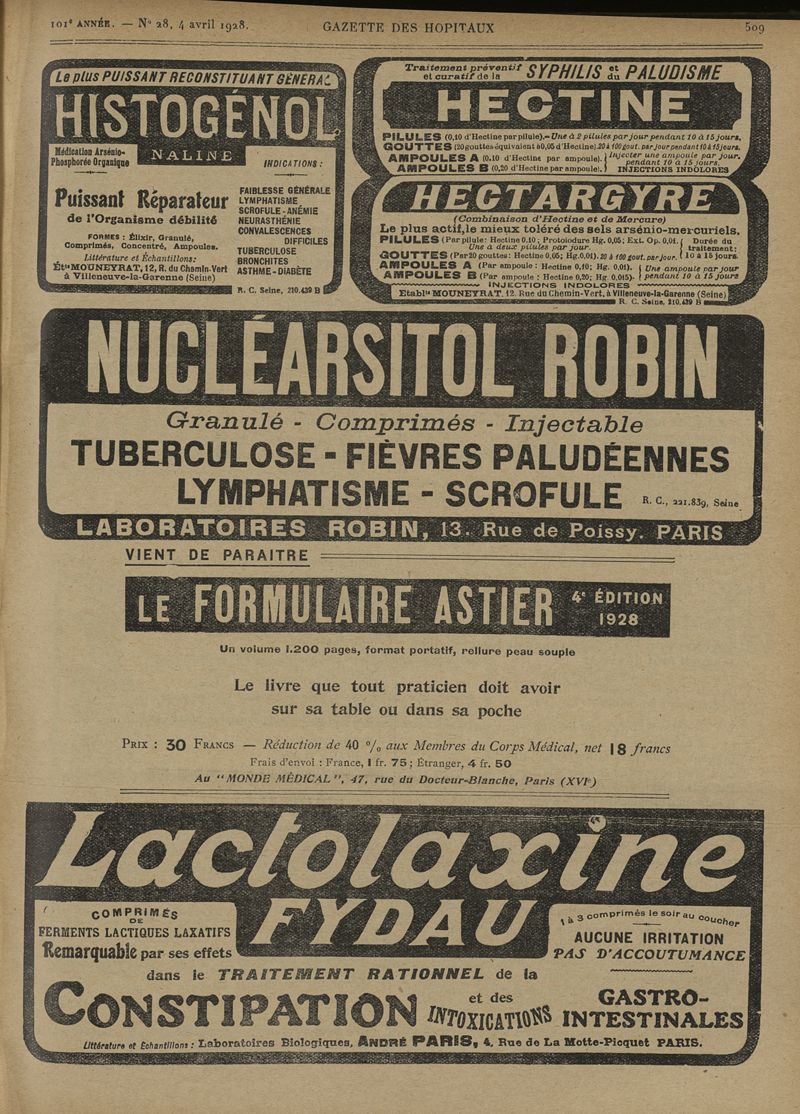 101e ANNÉE. — No 28, 4 avril 1928.
GAZETTE DES HOPITAUX
509
Le plus PUISSANT RECONSTITUANT GÉNÉRAL
HISTOGÉNOL
Médication Arsénio-
Phosphorée Organique
NALINE
INDICATIONS :
Puissant Réparateur
de l'Organisme débilité
FORMES : Élixir, Granulé,
Comprimés, Concentré, Ampoules.
Littérature et Échantillons:
Étts MOUNEYRAT, 12, R. du Chemin-Vert
à Villeneuve-la-Garenne (Seine)
FAIBLESSE GÉNÉRALE
LYMPHATISME
SCROFULE - ANÉMIE
NEURASTHÉNIE
CONVALESCENCES
DIFFICILES
TUBERCULOSE
BRONCHITES
ASTHME - DIABÈTE
R. C. Seine, 210.439 B
Traitement préventif et curatif de la SYPHILIS et du PALUDISME
HECTINE
PILULES (0,10 d'Hectine par pilule).— Une à 2 pilules par jour pendant 10 à 15 jours.
GOUTTES (20 gouttes équivalent à 0,05 d'Hectine). 20 à 100 gout. par jour pendant 10 à 15 jours.
AMPOULES A (0.10 d'Hectine par ampoule). Injecter une ampoule par jour.
AMPOULES B (0,20 d'Hectine par ampoule). pendant 10 à 15 jours.
INJECTIONS INDOLORES
HECTARGYRE
(Combinaison d'Hectine et de Mercure)
Le plus actif, le mieux toléré des sels arsénio-mercuriels.
PILULES (Par pilule : Hectine 0.10 ; Protoiodure Hg. 0,05 ; Ext. Op. 0,01.
Une à deux pilules par jour.
GOUTTES (Par 20 gouttes : Hectine 0,05 ; Hg. 0,01). 20 à 100 gout. par jour.
Durée du
traitement:
10 à 15 jours.
AMPOULES A (Par ampoule : Hectine 0,10; Hg. 0,01).
AMPOULES B (Par ampoule : Hectine 0,20; Hg. 0,015).
Une ampoule par jour
pendant 10 à 15 jours
INJECTIONS INDOLORES
Etablts MOUNEYRAT, 12. Rue du Chemin-Vert, à Villeneuve-la-Garenne (Seine)
R. C. Seine, 210.439 B
NUCLÉARSITOL ROBIN
Granulé - Comprimés - Injectable
TUBERCULOSE - FIÈVRES PALUDÉENNES
LYMPHATISME - SCROFULE
R. C., 221.839, Seine
LABORATOIRES ROBIN, 13. Rue de Poissy. PARIS
VIENT DE PARAITRE
LE FORMULAIRE ASTIER
4e ÉDITION
1928
Un volume 1.200 pages, format portatif, reliure peau souple
Le livre que tout praticien doit avoir
sur sa table ou dans sa poche
PRIX : 30 FRANCS — Réduction de 40 % aux Membres du Corps Médical, net 18 francs
Frais d'envoi : France, 1 fr. 75 ; Étranger, 4 fr. 50
Au "MONDE MÉDICAL", 47, rue du Docteur-Blanche, Paris (XVIe)
Lactolaxine
FYDAU
COMPRIMÉS
DE
FERMENTS LACTIQUES LAXATIFS
Remarquable par ses effets
1 à 3 comprimés le soir au coucher
AUCUNE IRRITATION
PAS D'ACCOUTUMANCE
dans le TRAITEMENT RATIONNEL de la
CONSTIPATION
et des
INTOXICATIONS
GASTRO-
INTESTINALES
Littérature et Échantillons : Laboratoires Biologiques, ANDRÉ PARIS, 4, Rue de La Motte-Picquet PARIS.